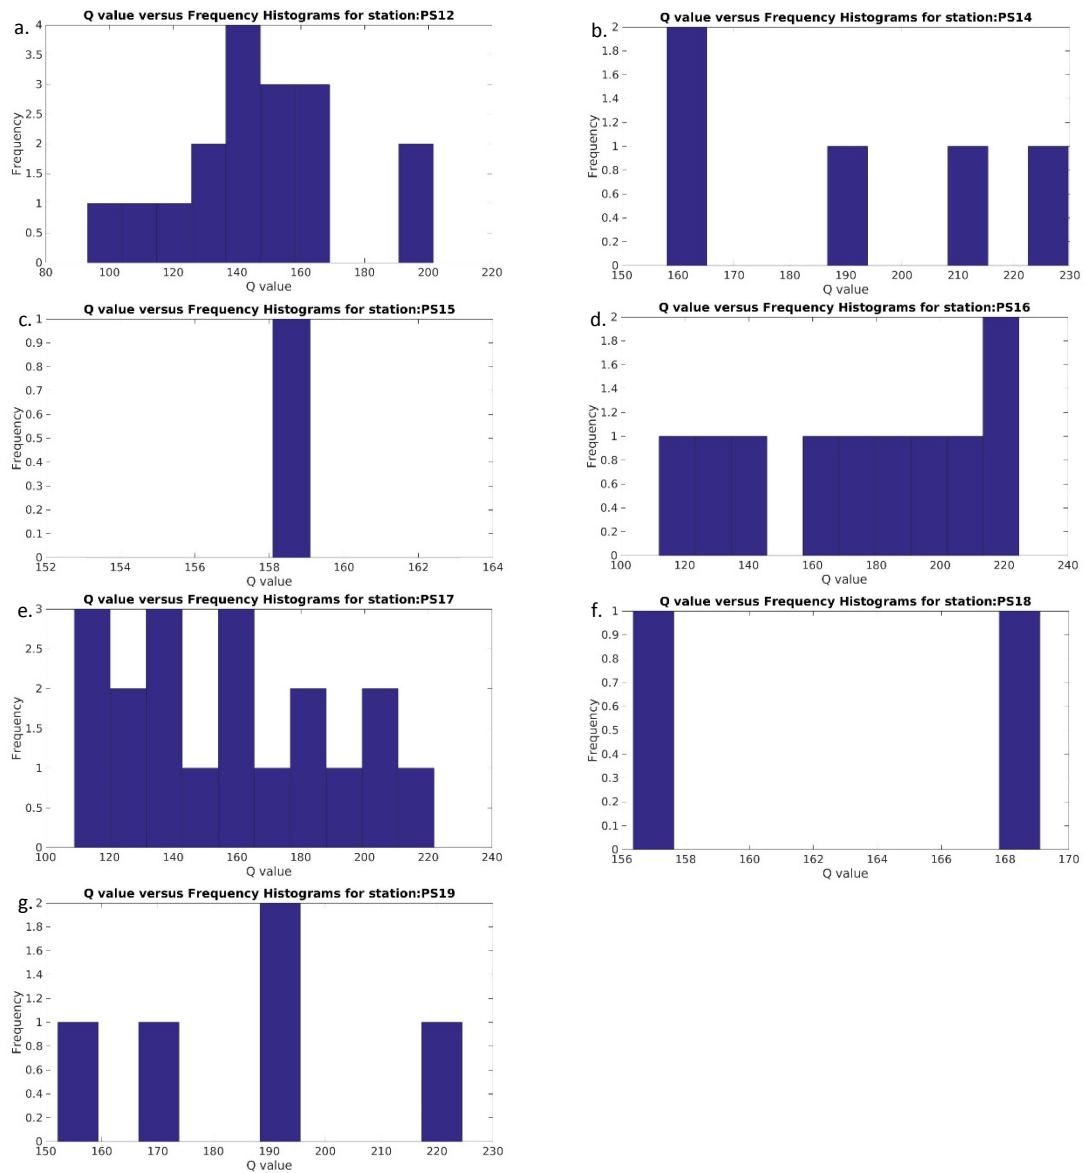 a.
Q value versus Frequency Histograms for station:PS12
4
3.5
3
2.5
2
1.5
1
0.5
0
Frequency
80 100 120 140 160 180 200 220
Q value
b.
Q value versus Frequency Histograms for station:PS14
2
1.8
1.6
1.4
1.2
1
0.8
0.6
0.4
0.2
0
Frequency
150 160 170 180 190 200 210 220 230
Q value
c.
Q value versus Frequency Histograms for station:PS15
1
0.9
0.8
0.7
0.6
0.5
0.4
0.3
0.2
0.1
0
Frequency
152 154 156 158 160 162 164
Q value
d.
Q value versus Frequency Histograms for station:PS16
2
1.8
1.6
1.4
1.2
1
0.8
0.6
0.4
0.2
0
Frequency
100 120 140 160 180 200 220 240
Q value
e.
Q value versus Frequency Histograms for station:PS17
3
2.5
2
1.5
1
0.5
0
Frequency
100 120 140 160 180 200 220 240
Q value
f.
Q value versus Frequency Histograms for station:PS18
1
0.9
0.8
0.7
0.6
0.5
0.4
0.3
0.2
0.1
0
Frequency
156 158 160 162 164 166 168 170
Q value
g.
Q value versus Frequency Histograms for station:PS19
2
1.8
1.6
1.4
1.2
1
0.8
0.6
0.4
0.2
0
Frequency
150 160 170 180 190 200 210 220 230
Q value